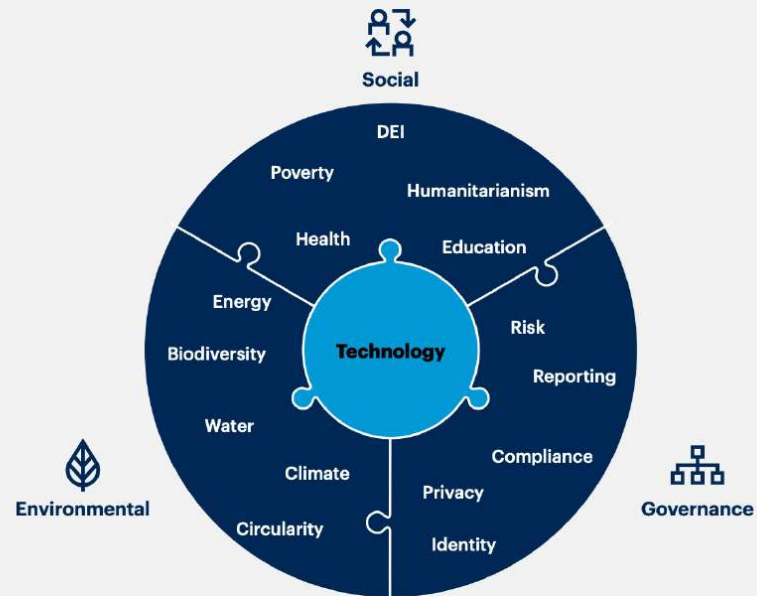 Social
DEI
Poverty
Humanitarianism
Health
Education
Energy
Risk
Technology
Biodiversity
Reporting
Water
Compliance
Climate
Privacy
Environmental
Governance
Circularity
Identity